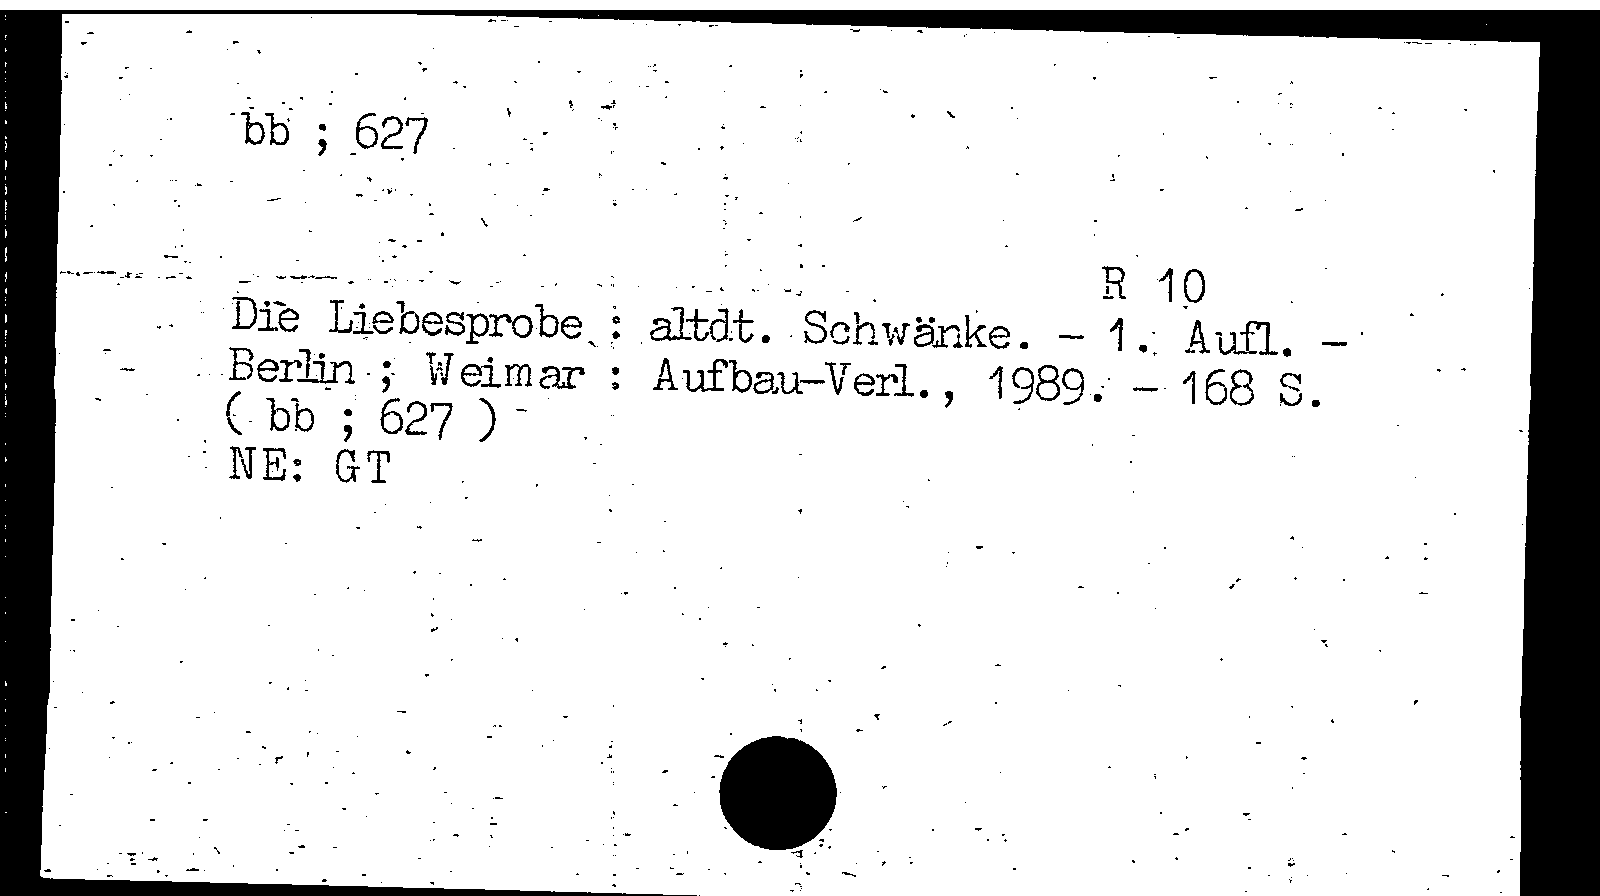 bb ; 627
R 10
Die Liebesprobe : altdt. Schwänke. - 1. Aufl. -
Berlin ; Weimar : Aufbau-Verl., 1989. - 168 S.
( bb ; 627 )
NE: GT